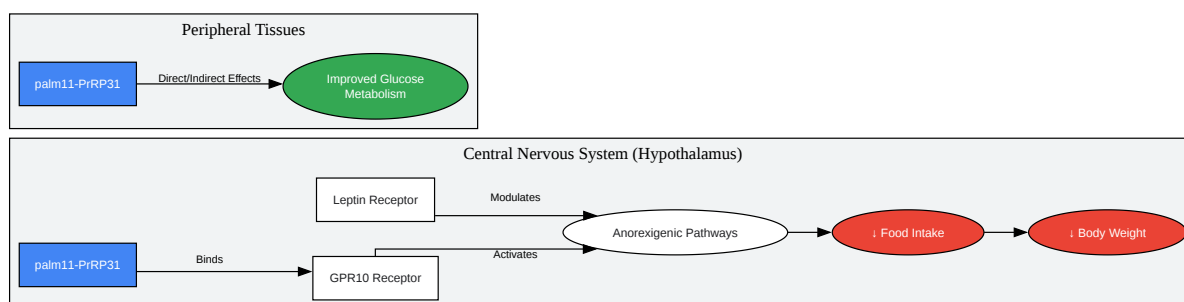 Peripheral Tissues
palm11-PrRP31
Direct/Indirect Effects
Improved Glucose
Metabolism
Central Nervous System (Hypothalamus)
Leptin Receptor
Modulates
Anorexigenic Pathways
↓ Food Intake
↓ Body Weight
palm11-PrRP31
Binds
GPR10 Receptor
Activates